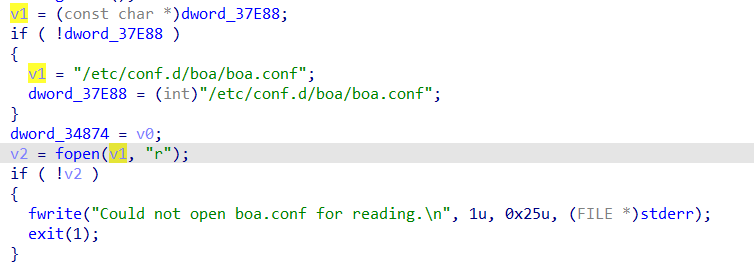 v1 = (const char *)dword_37E88;
if ( !dword_37E88 )
{
v1 = "/etc/conf.d/boa/boa.conf";
dword_37E88 = (int)"/etc/conf.d/boa/boa.conf";
}
dword_34874 = v0;
v2 = fopen(v1, "r");
if ( !v2 )
{
fwrite("Could not open boa.conf for reading.\n", 1u, 0x25u, (FILE *)stderr);
exit(1);
}